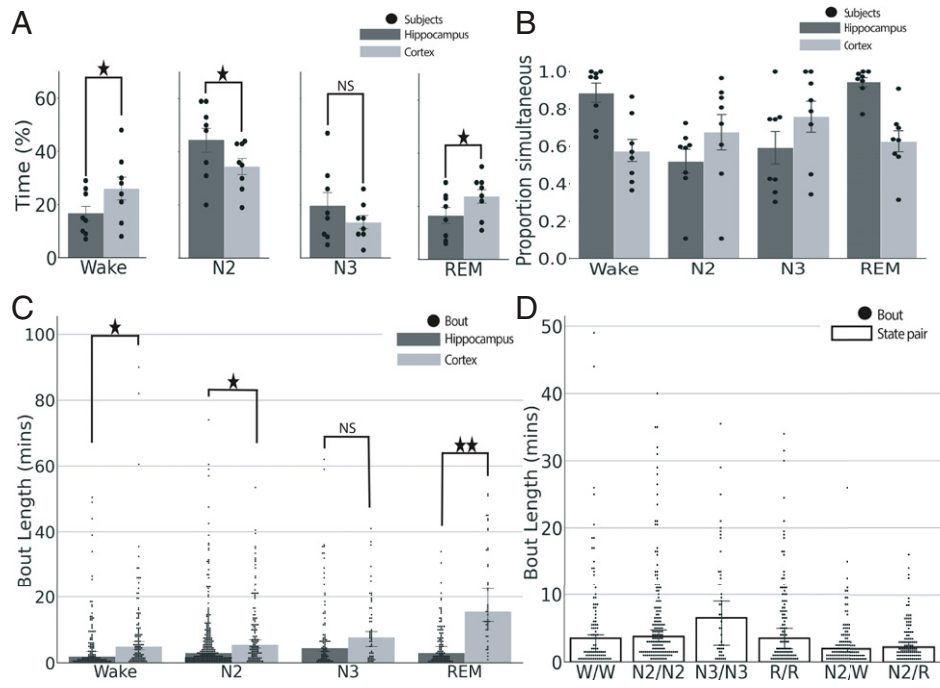 A
Subjects
Hippocampus
Cortex
Time (%)
60
40
20
0
NS
Wake
N2
N3
REM
B
Subjects
Hippocampus
Cortex
Proportion simultaneous
1.0
0.8
0.6
0.4
0.2
0.0
Wake
N2
N3
REM
C
Bout
Hippocampus
Cortex
Bout Length (mins)
100
80
60
40
20
0
NS
Wake
N2
N3
REM
D
Bout
State pair
Bout Length (mins)
50
40
30
20
10
0
W/W
N2/N2
N3/N3
R/R
N2/W
N2/R